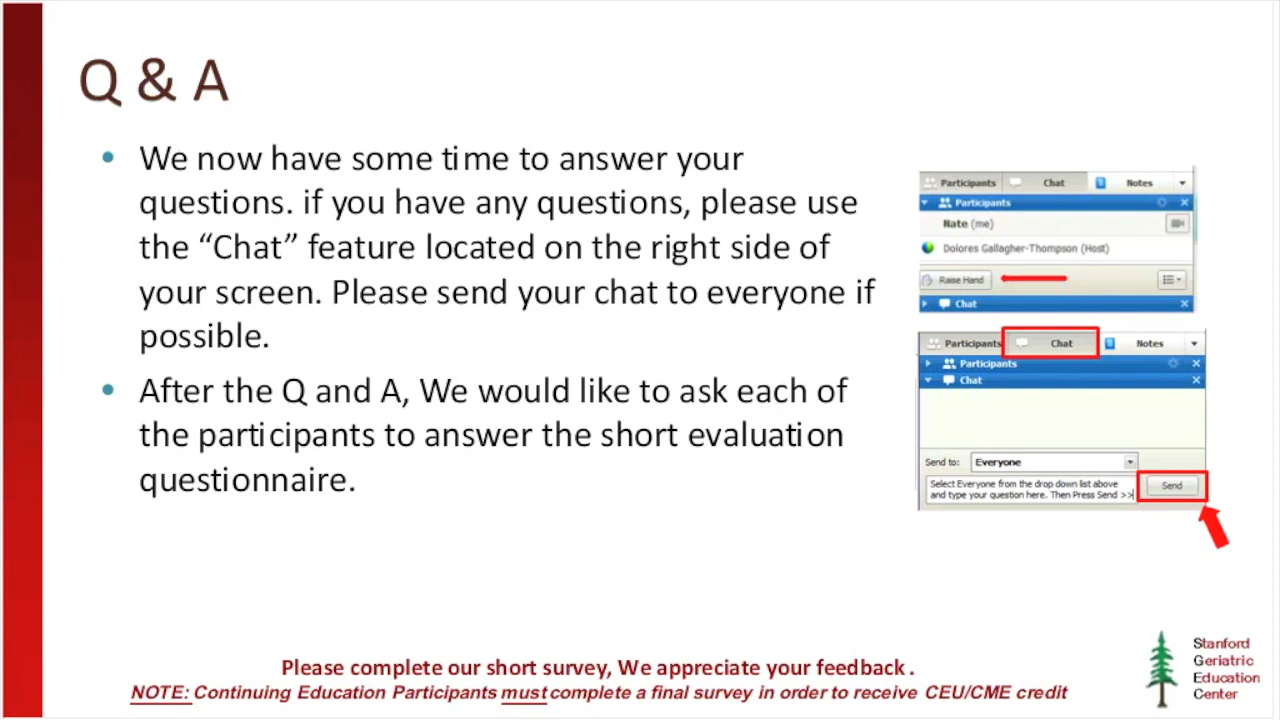 Q & A
We now have some time to answer your
questions. if you have any questions, please use
the “Chat” feature located on the right side of
your screen. Please send your chat to everyone if
possible.
After the Q and A, We would like to ask each of
the participants to answer the short evaluation
questionnaire.
Participants Chat Notes
Participants
Nate (me)
Dolores Gallagher-Thompson (Host)
Raise Hand
Chat
Participants Chat Notes
Participants
Chat
Send to: Everyone
Select Everyone from the drop down list above
and type your question here. Then Press Send >>
Send
Please complete our short survey, We appreciate your feedback .
NOTE: Continuing Education Participants must complete a final survey in order to receive CEU/CME credit
Stanford
Geriatric
Education
Center